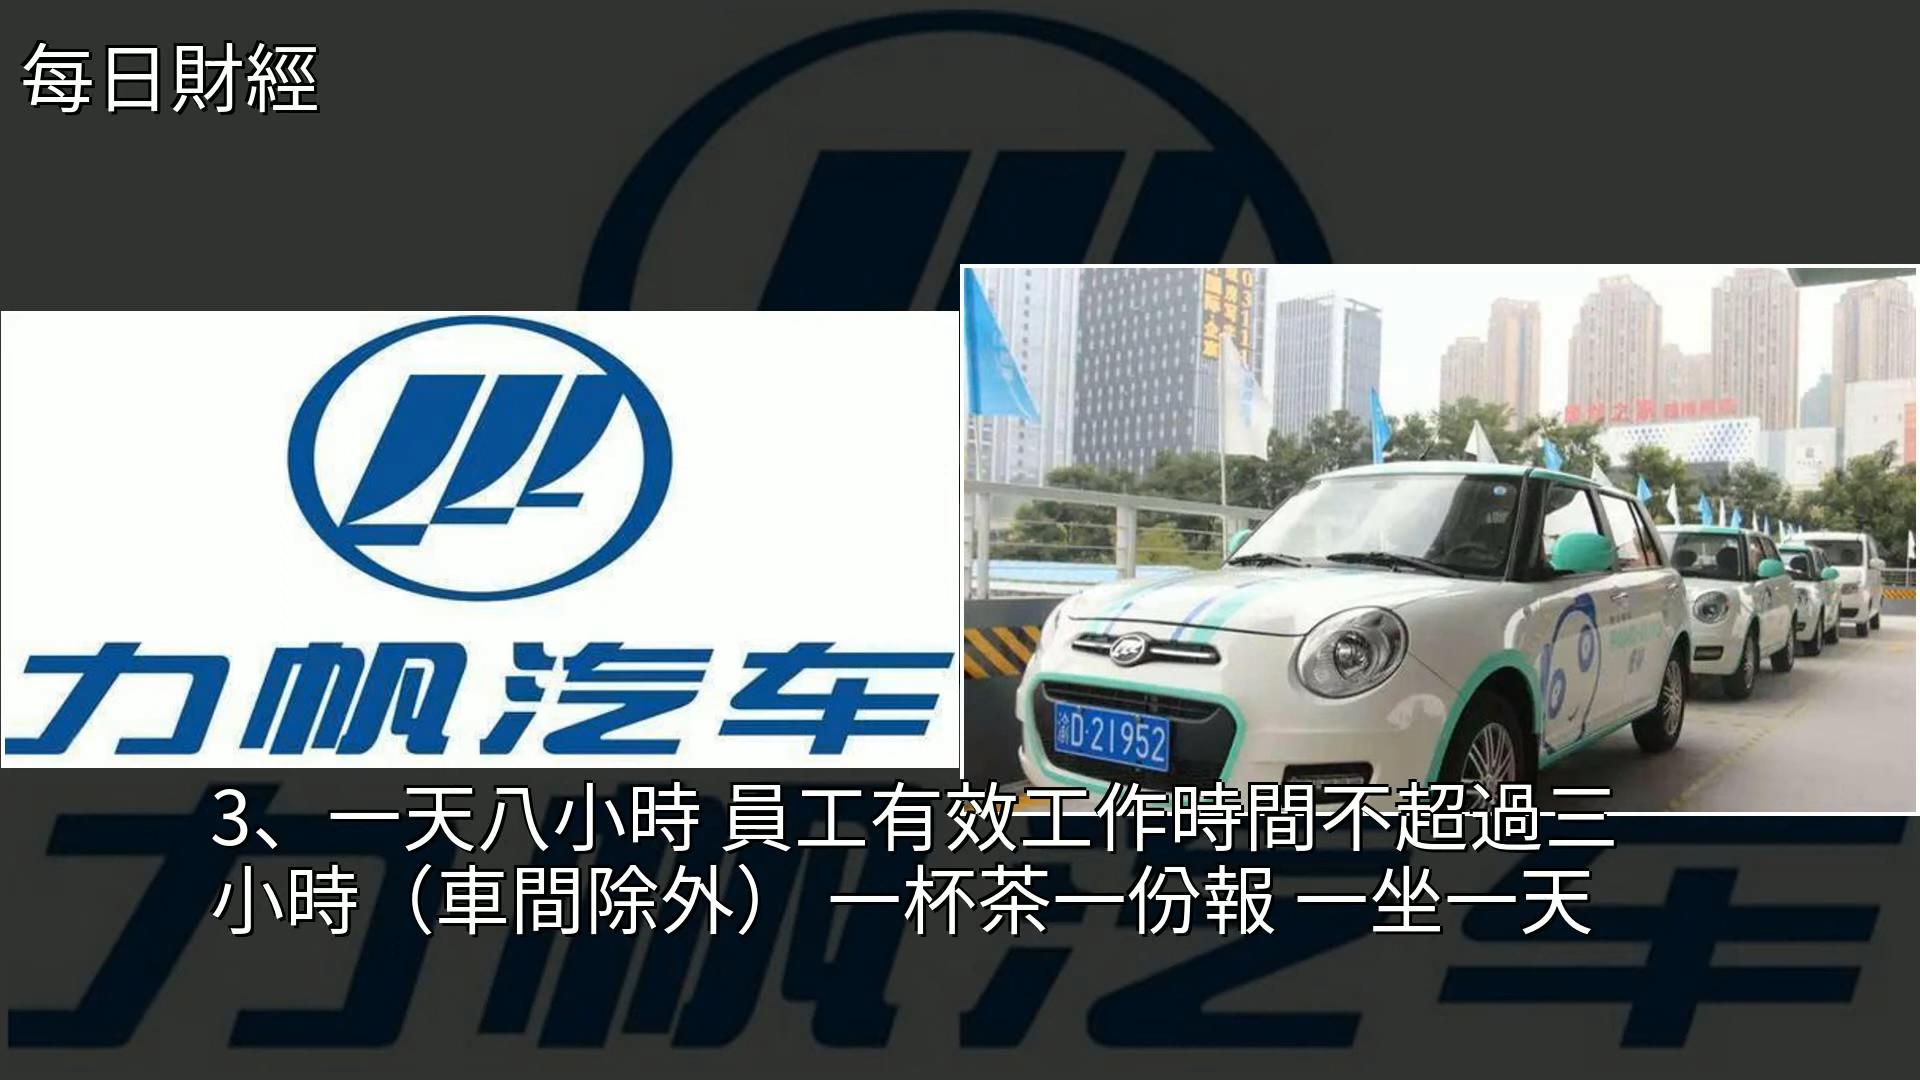 每日財經
力帆汽车
渝D·21952
3、一天八小時 員工有效工作時間不超過三
小時（車間除外） 一杯茶一份報 一坐一天